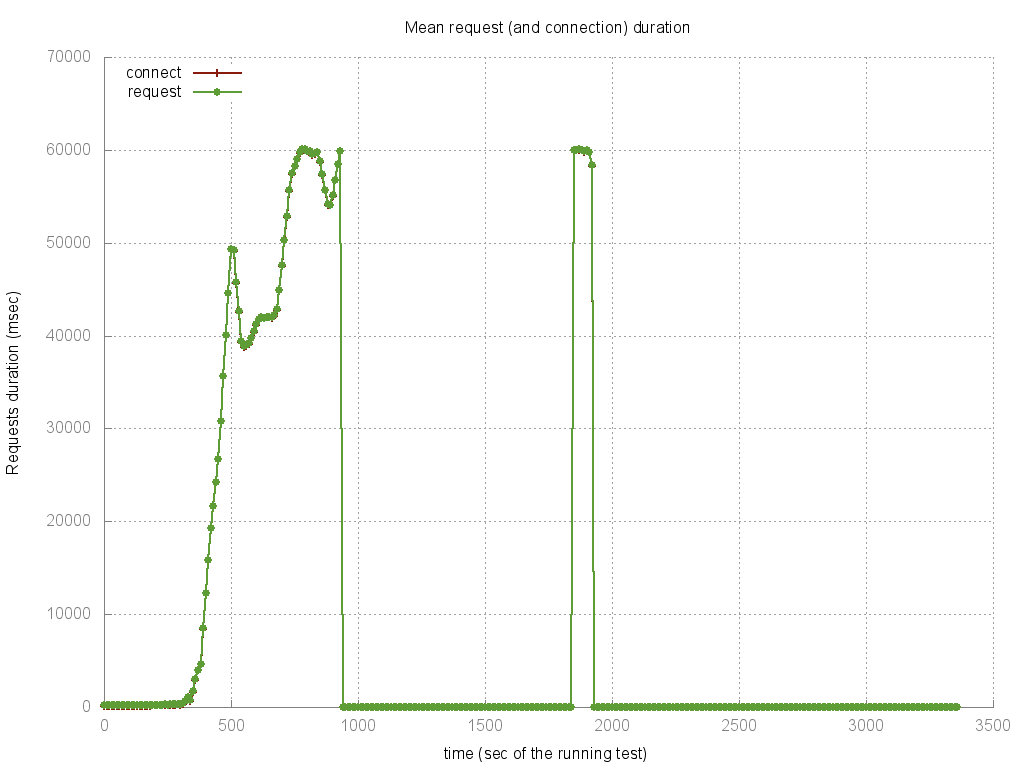 Mean request (and connection) duration
connect
request
70000
60000
50000
40000
30000
20000
10000
0
Requests duration (msec)
0 500 1000 1500 2000 2500 3000 3500
time (sec of the running test)